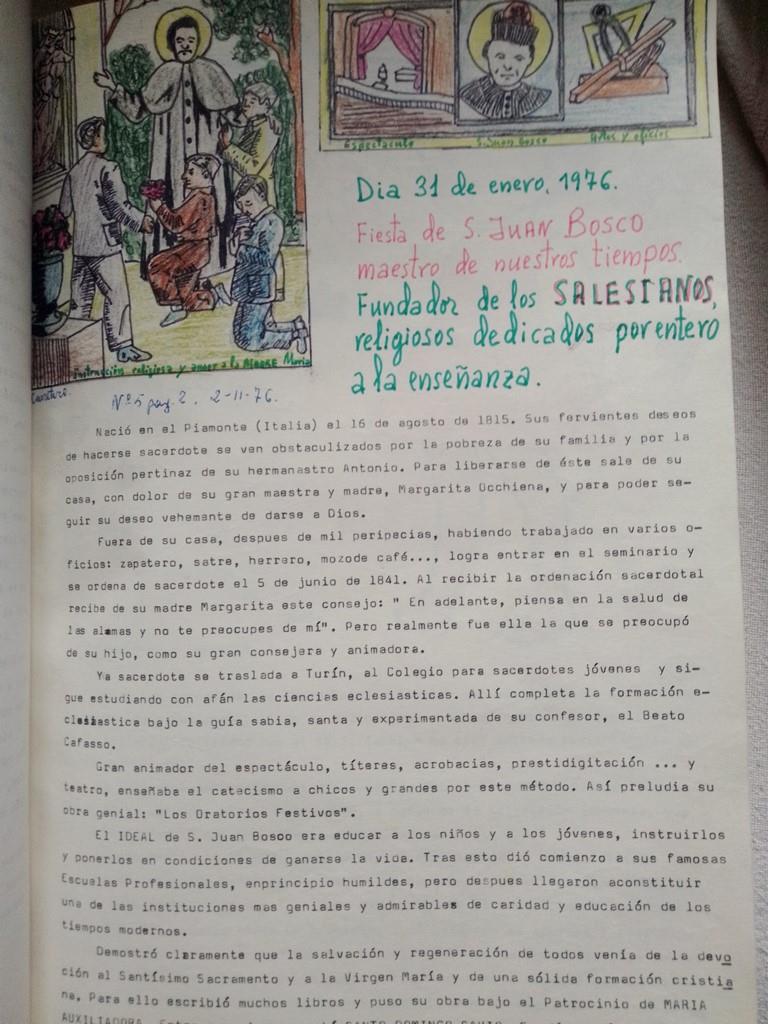 Espectáculo S. Juan Bosco Artes y oficios
Dia 31 de enero, 1976.
Fiesta de S. JUAN BOSCO
maestro de nuestros tiempos.
Fundador de los SALESIANOS,
religiosos dedicados por entero
a la enseñanza.
instrucción religiosa y amor a la MADRE María
Nº 5 pag. 2. 2-11-76.
Nació en el Piamonte (Italia) el 16 de agosto de 1815. Sus fervientes deseos
de hacerse sacerdote se ven obstaculizados por la pobreza de su familia y por la
oposición pertinaz de su hermanastro Antonio. Para liberarse de éste sale de su
casa, con dolor de su gran maestra y madre, Margarita Occhiena, y para poder se-
guir su deseo vehemente de darse a Dios.
Fuera de su casa, despues de mil peripecias, habiendo trabajado en varios o-
ficios: zapatero, satre, herrero, mozode café..., logra entrar en el seminario y
se ordena de sacerdote el 5 de junio de 1841. Al recibir la ordenación sacerdotal
recibe de su madre Margarita este consejo: " En adelante, piensa en la salud de
las alamas y no te preocupes de mí". Pero realmente fue ella la que se preocupó
de su hijo, como su gran consejera y animadora.
Ya sacerdote se traslada a Turín, al Colegio para sacerdotes jóvenes y si-
gue estudiando con afán las ciencias eclesiasticas. Allí completa la formación e-
clesiastica bajo la guía sabia, santa y experimentada de su confesor, el Beato
Cafasso.
Gran animador del espectáculo, títeres, acrobacias, prestidigitación ... y
teatro, enseñaba el catecismo a chicos y grandes por este método. Así preludia su
obra genial: "Los Oratorios Festivos".
El IDEAL de S. Juan Bosco era educar a los niños y a los jóvenes, instruirlos
y ponerlos en condiciones de ganarse la vida. Tras esto dió comienzo a sus famosas
Escuelas Profesionales, enprincipio humildes, pero despues llegaron aconstituir
una de las instituciones mas geniales y admirables de caridad y educación de los
tiempos modernos.
Demostró claramente que la salvación y regeneración de todos venía de la devo
ción al Santísimo Sacramento y a la Virgen María y de una sólida formación cristia
na. Para ello escribió muchos libros y puso su obra bajo el Patrocinio de MARIA
AUXILIADORA. SANTO DOMINGO SAVIO